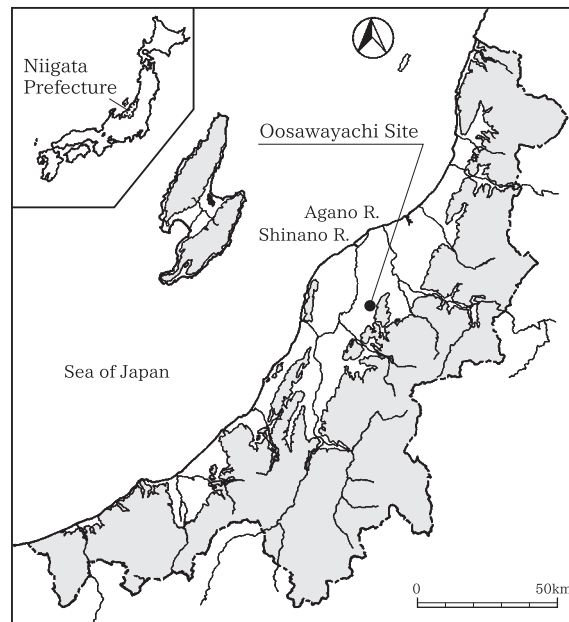 Niigata
Prefecture
Oosawayachi Site
Agano R.
Shinano R.
Sea of Japan
0 50km